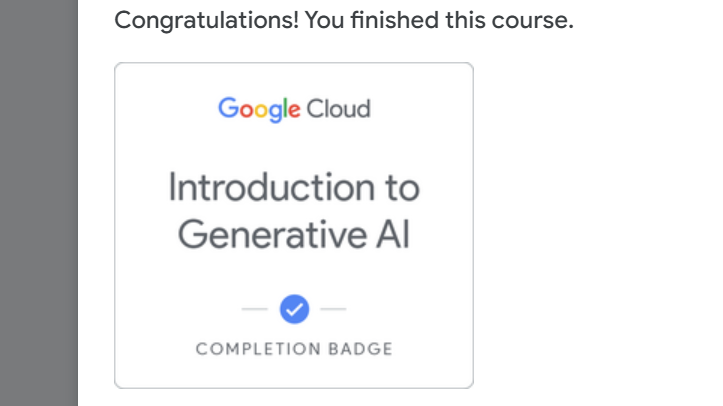 Congratulations! You finished this course.
Google Cloud
Introduction to
Generative AI
COMPLETION BADGE